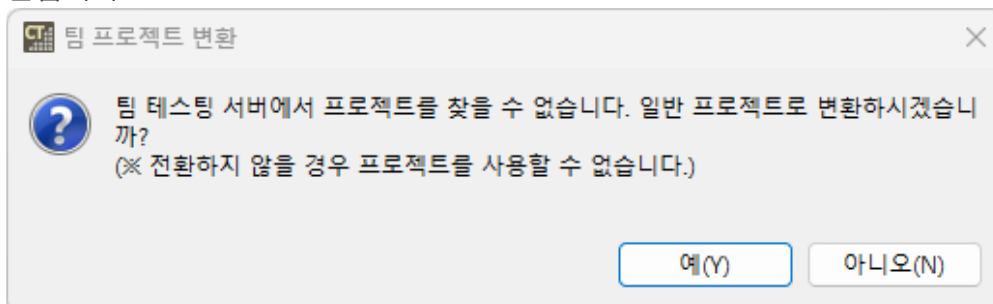 CT 팀 프로젝트 변환
팀 테스팅 서버에서 프로젝트를 찾을 수 없습니다. 일반 프로젝트로 변환하시겠습니
까?
(※ 전환하지 않을 경우 프로젝트를 사용할 수 없습니다.)
예(Y) 아니오(N)